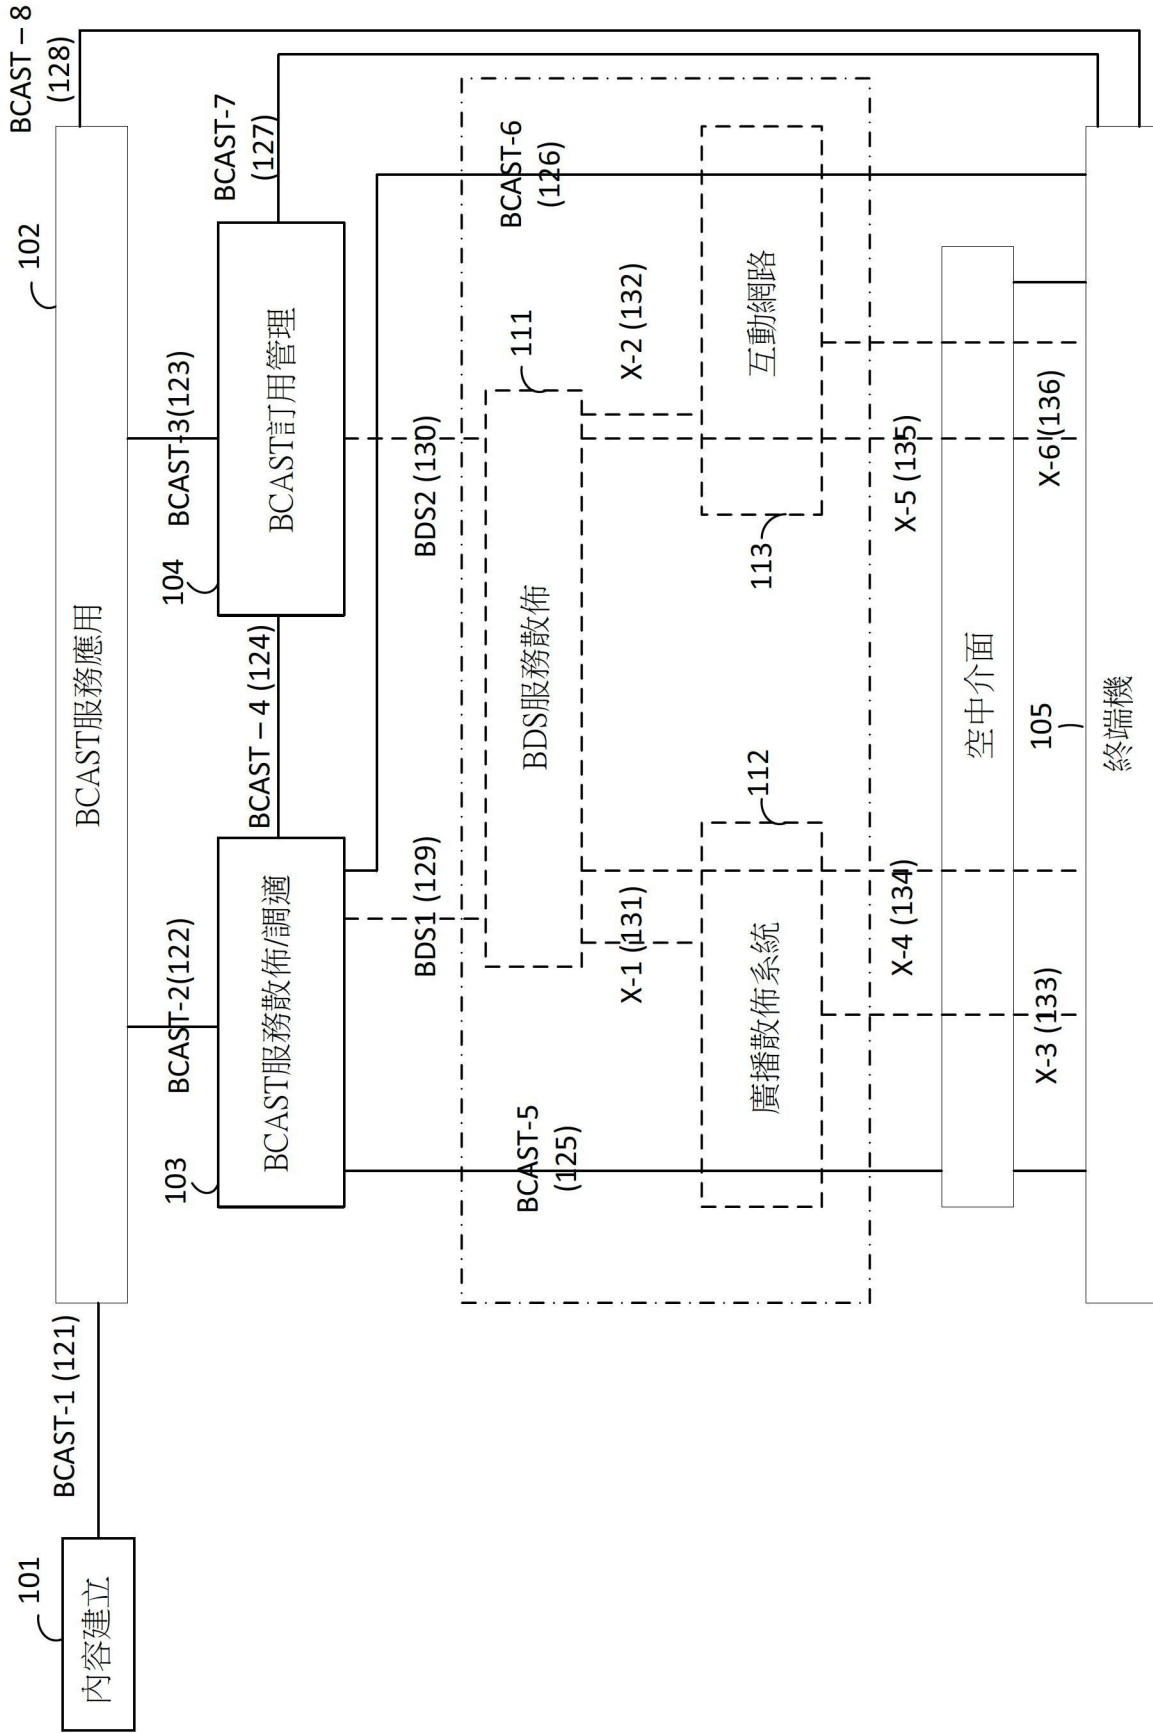 BCAST – 8
(128)
102
BCAST服務應用
101
內容建立
BCAST-1 (121)
BCAST-7
(127)
BCAST-2(122)
BCAST-3(123)
103
BCAST服務散佈/調適
BCAST – 4 (124)
104
BCAST訂用管理
BDS1 (129)
BDS2 (130)
BCAST-5
(125)
BCAST-6
(126)
111
BDS服務散佈
X-1 (131)
X-2 (132)
112
廣播散佈系統
113
互動網路
X-4 (134)
X-5 (135)
空中介面
X-3 (133)
105
X-6 (136)
終端機